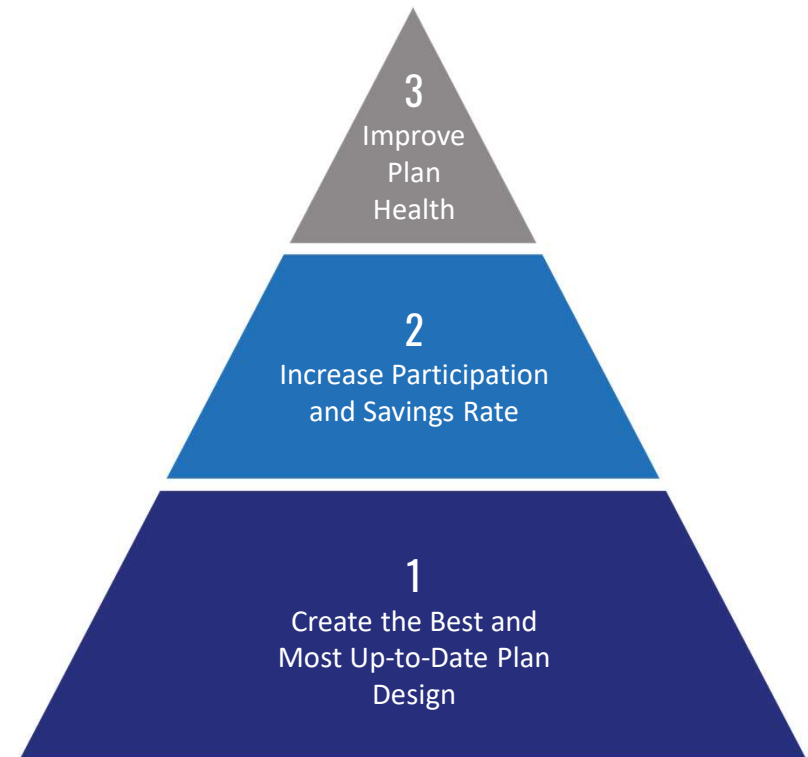 3
Improve
Plan
Health
2
Increase Participation
and Savings Rate
1
Create the Best and
Most Up-to-Date Plan
Design